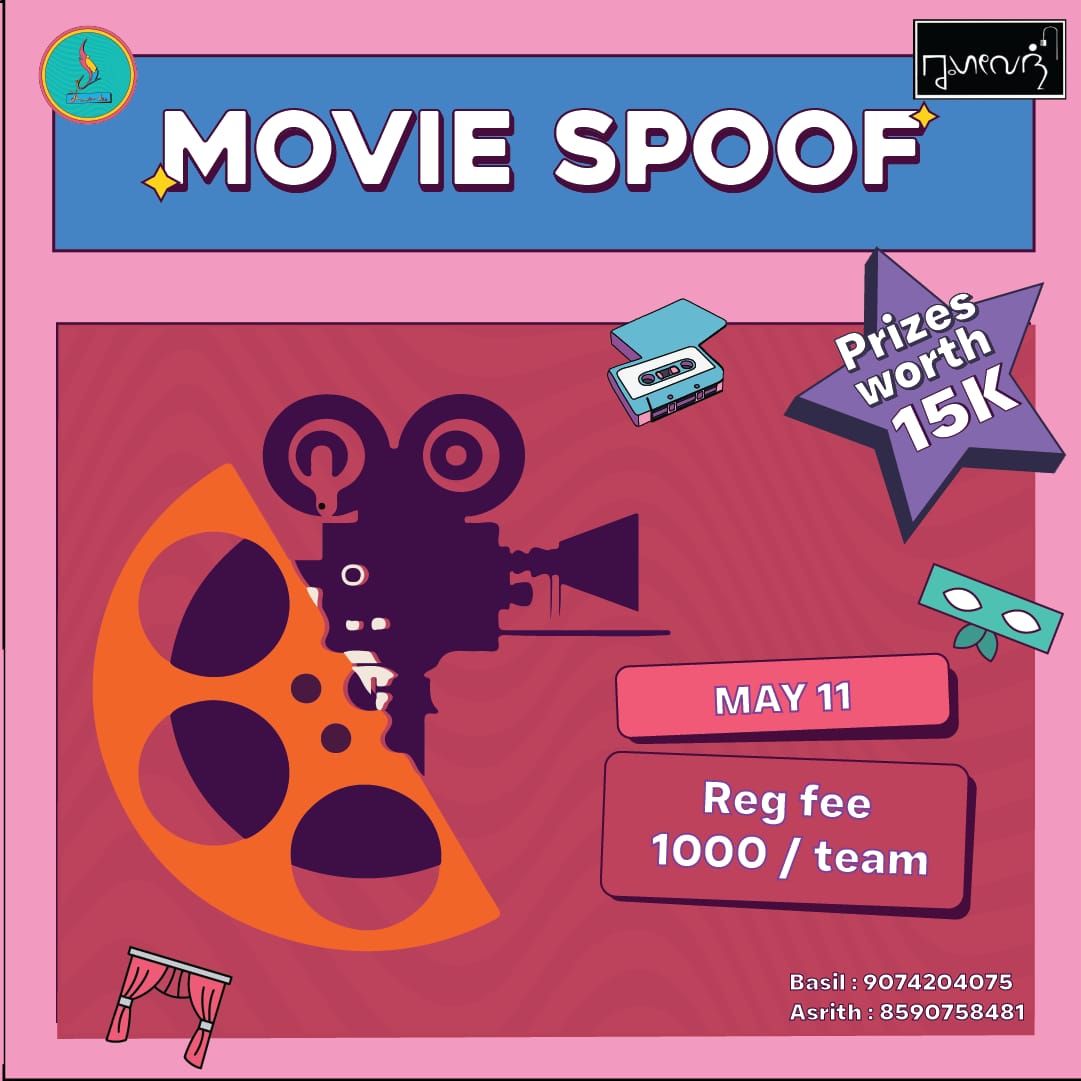 MOVIE SPOOF
Prizes
worth
15K
MAY 11
Reg fee
1000 / team
Basil : 9074204075
Asrith : 8590758481